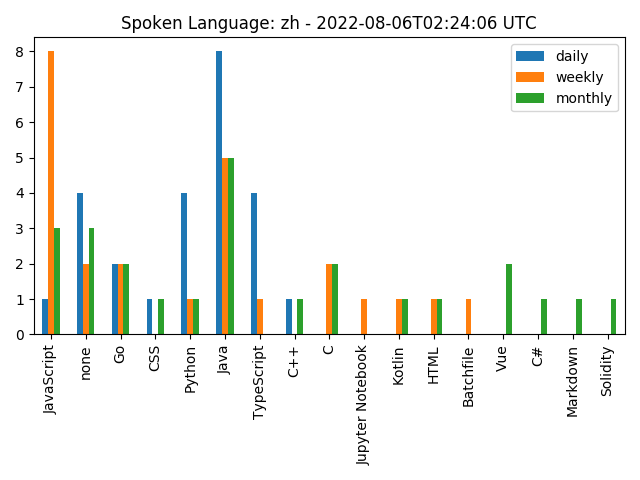 Spoken Language: zh - 2022-08-06T02:24:06 UTC
daily
weekly
monthly
8
7
6
5
4
3
2
1
0
JavaScript
none
Go
CSS
Python
Java
TypeScript
C++
C
Jupyter Notebook
Kotlin
HTML
Batchfile
Vue
C#
Markdown
Solidity